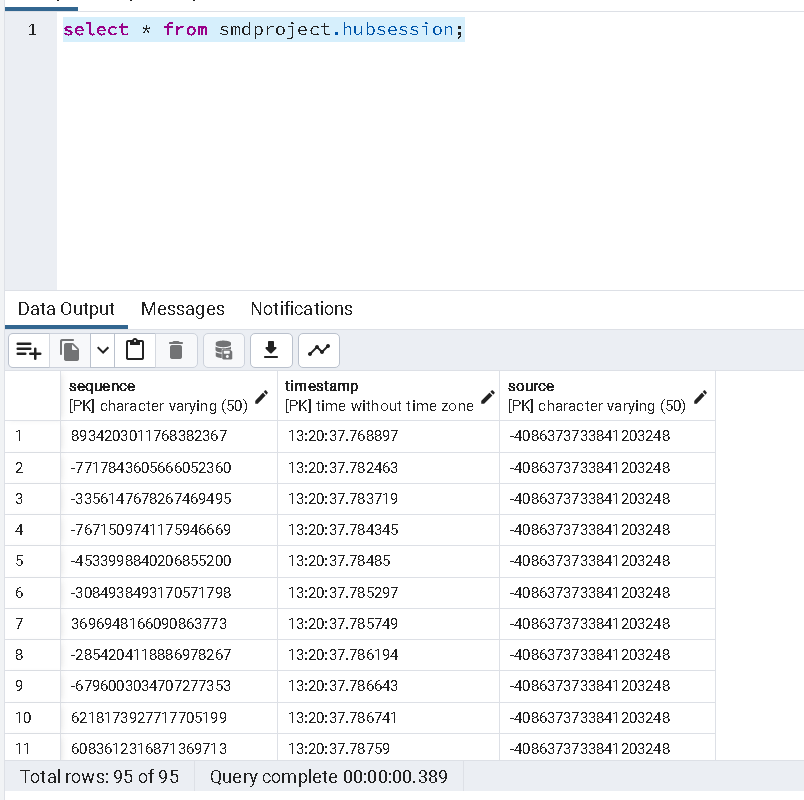 1 select * from smdproject.hubsession;
Data Output Messages Notifications
sequence timestamp source
[PK] character varying (50) [PK] time without time zone [PK] character varying (50)
1 8934203011768382367 13:20:37.768897 -4086373733841203248
2 -7717843605666052360 13:20:37.782463 -4086373733841203248
3 -3356147678267469495 13:20:37.783719 -4086373733841203248
4 -7671509741175946669 13:20:37.784345 -4086373733841203248
5 -4533998840206855200 13:20:37.78485 -4086373733841203248
6 -3084938493170571798 13:20:37.785297 -4086373733841203248
7 3696948166090863773 13:20:37.785749 -4086373733841203248
8 -2854204118886978267 13:20:37.786194 -4086373733841203248
9 -6796003034707277353 13:20:37.786643 -4086373733841203248
10 6218173927717705199 13:20:37.786741 -4086373733841203248
11 6083612316871369713 13:20:37.78759 -4086373733841203248
Total rows: 95 of 95 Query complete 00:00:00.389